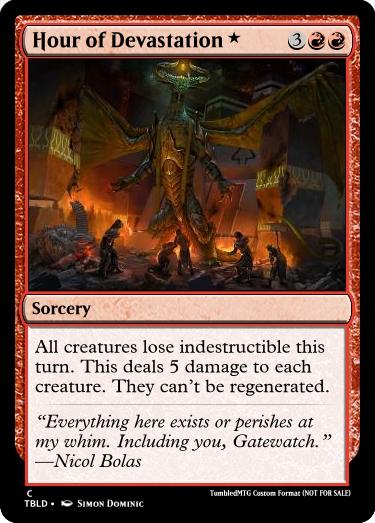 Hour of Devastation ★ 3
Sorcery
All creatures lose indestructible this
turn. This deals 5 damage to each
creature. They can't be regenerated.
“Everything here exists or perishes at
my whim. Including you, Gatewatch.”
—Nicol Bolas
C
TBLD • Simon Dominic
TumbledMTG Custom Format (NOT FOR SALE)